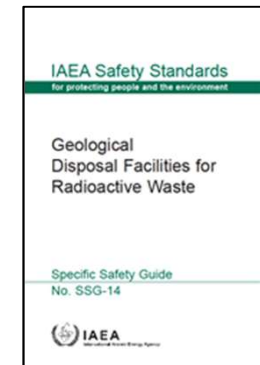 IAEA Safety Standards
for protecting people and the environment
Geological
Disposal Facilities for
Radioactive Waste
Specific Safety Guide
No. SSG-14
IAEA
International Atomic Energy Agency